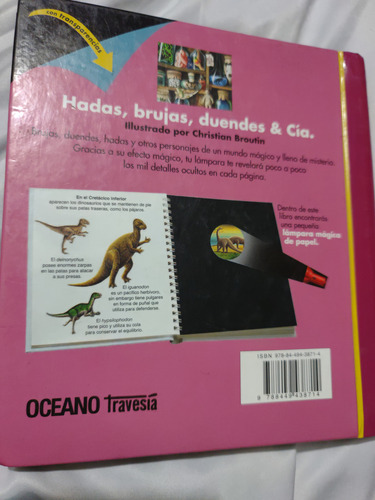 con transparencias
Hadas, brujas, duendes & Cía.
Ilustrado por Christian Broutin
Brujas, duendes, hadas y otros personajes de un mundo mágico y lleno de misterio.
Gracias a su efecto mágico, tu lámpara te revelará poco a poco
los mil detalles ocultos en cada página.
En el Cretácico inferior
aparecen los dinosaurios que se mantienen de pie
sobre sus patas traseras, como los pájaros.
El deinonychus
posee enormes zarpas
en las patas para atacar
a sus presas.
El iguanodon
es un pacífico herbívoro,
sin embargo tiene pulgares
en forma de puñal que
utiliza para defenderse.
El hypsilophodon
tiene pico y utiliza su cola
para conservar el equilibrio.
Dentro de este
libro encontrarás
una pequeña
lámpara mágica
de papel.
ISBN 978-84-494-3871-4
9 788449 438714
OCEANO Travesía